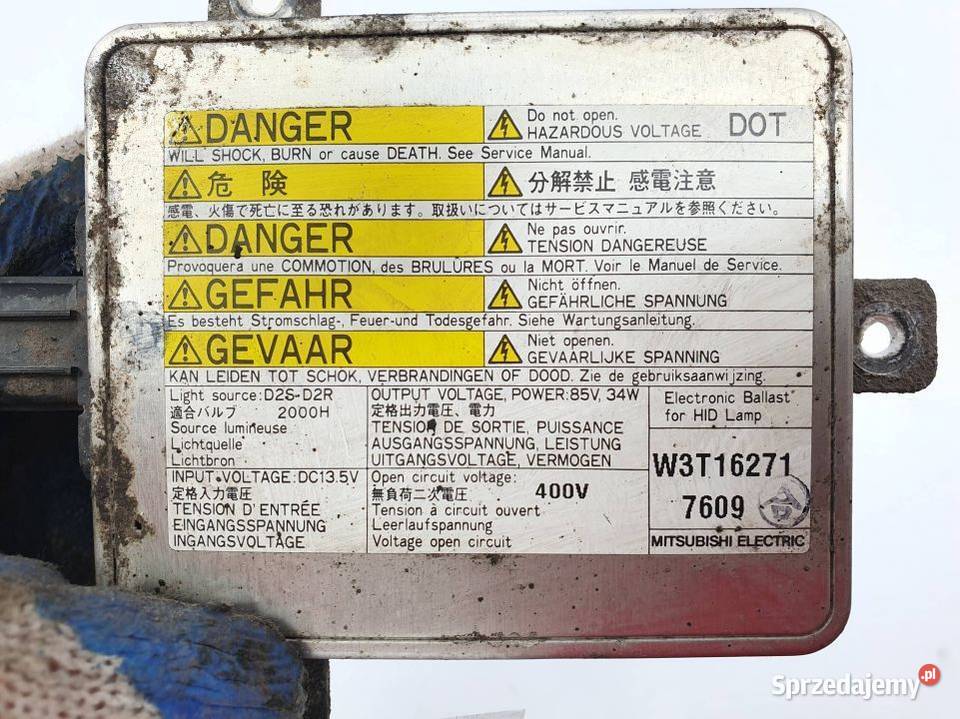 DANGER
Do not open.
HAZARDOUS VOLTAGE DOT
WILL SHOCK, BURN or cause DEATH. See Service Manual.
危 険
分解禁止 感電注意
感電、火傷で死亡に至る恐れがあります。取扱いについてはサービスマニュアルを参照ください。
DANGER
Ne pas ouvrir.
TENSION DANGEREUSE
Provoquera une COMMOTION, des BRULÛRES ou la MORT. Voir le Manuel de Service.
GEFAHR
Nicht öffnen.
GEFÄHRLICHE SPANNUNG
Es besteht Stromschlag-, Feuer-und Todesgefahr. Siehe Wartungsanleitung.
GEVAAR
Niet openen.
GEVAARLIJKE SPANNING
KAN LEIDEN TOT SCHOK, VERBRANDINGEN OF DOOD. Zie de gebruiksaanwijzing.
Light source:D2S-D2R
適合バルブ 2000H
Source lumineuse
Lichtquelle
Lichtbron
OUTPUT VOLTAGE, POWER:85V, 34W
定格出力電圧、電力
TENSION DE SORTIE, PUISSANCE
AUSGANGSSPANNUNG, LEISTUNG
UITGANGSVOLTAGE, VERMOGEN
Electronic Ballast
for HID Lamp
INPUT-VOLTAGE:DC13.5V
定格入力電圧
TENSION D'ENTRÉE
EINGANGSSPANNUNG
INGANGSVOLTAGE
Open circuit voltage:
無負荷二次電圧 400V
Tension à circuit ouvert
Leerlaufspannung
Voltage open circuit
W3T16271
7609 合
MITSUBISHI ELECTRIC
Sprzedajemy.pl